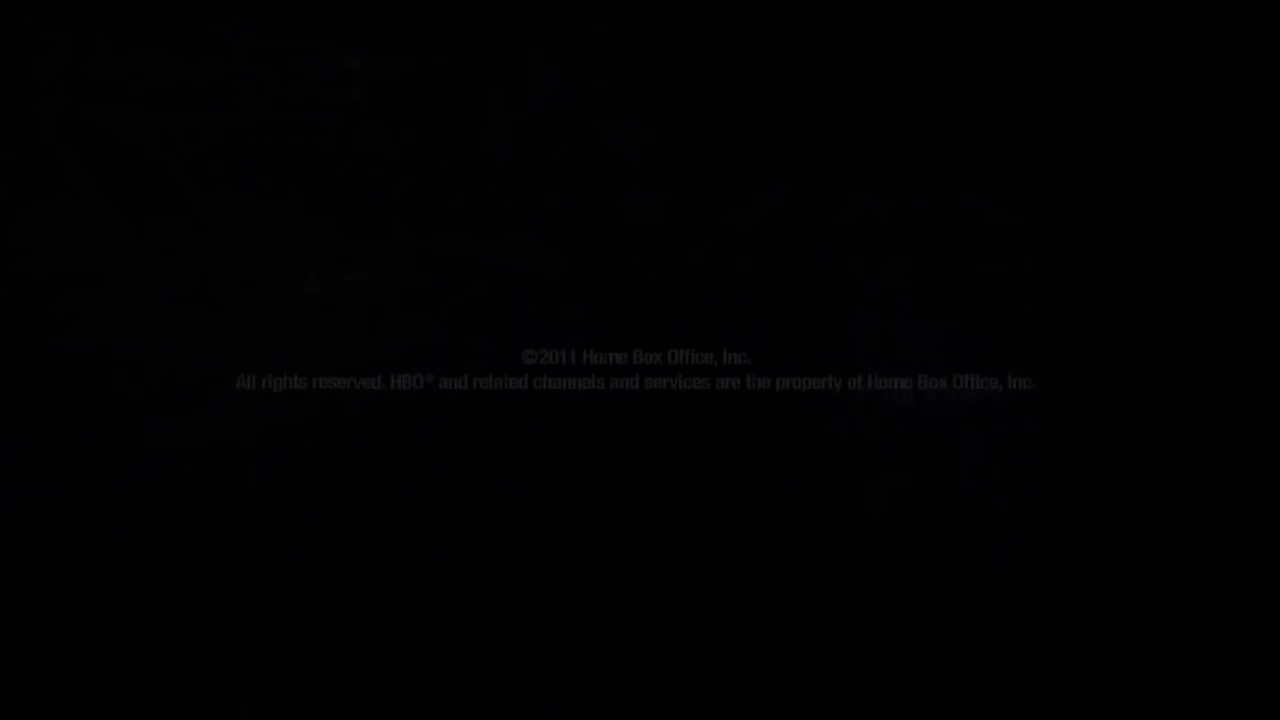 ©2011 Home Box Office, Inc.
All rights reserved. HBO® and related channels and services are the property of Home Box Office, Inc.